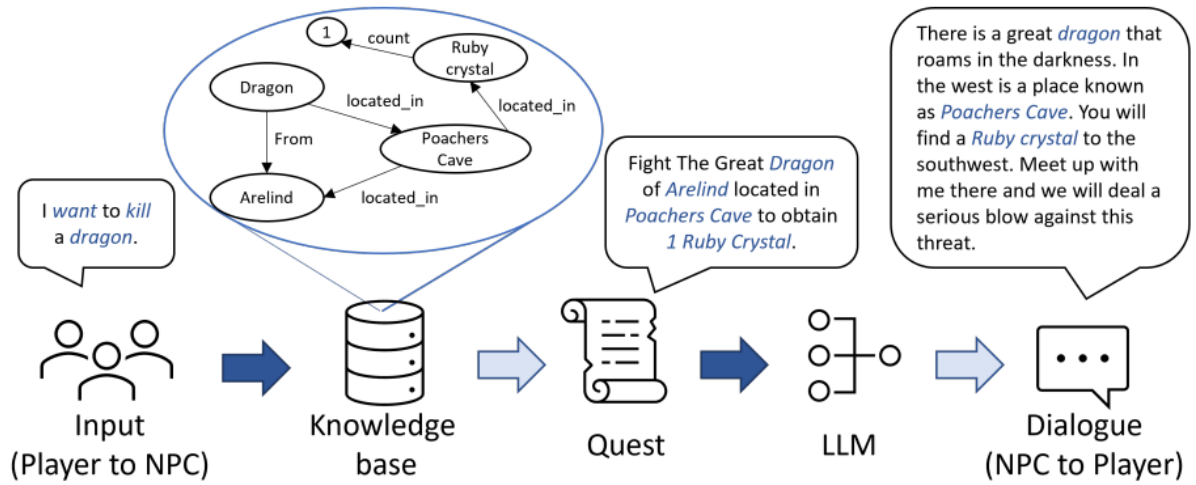 1
count
Ruby
crystal
Dragon
located_in
located_in
From
Poachers
Cave
Arelind
located_in
I want to kill
a dragon.
Fight The Great Dragon
of Arelind located in
Poachers Cave to obtain
1 Ruby Crystal.
There is a great dragon that
roams in the darkness. In
the west is a place known
as Poachers Cave. You will
find a Ruby crystal to the
southwest. Meet up with
me there and we will deal a
serious blow against this
threat.
Input
(Player to NPC)
Knowledge
base
Quest
LLM
Dialogue
(NPC to Player)